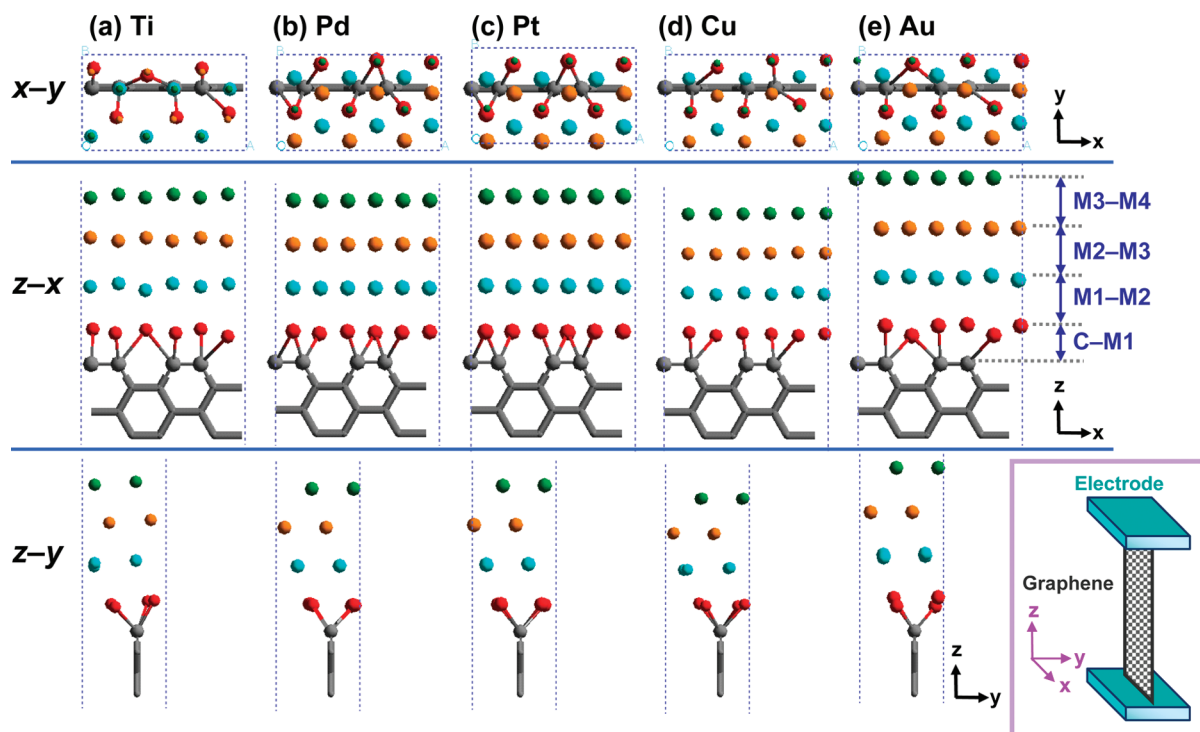 (a) Ti (b) Pd (c) Pt (d) Cu (e) Au
B B B B B
x–y
O A O A O A O A O A
y
x
z–x
M3–M4
M2–M3
M1–M2
C–M1
z
x
z–y
z
y
Electrode
Graphene
z
y
x